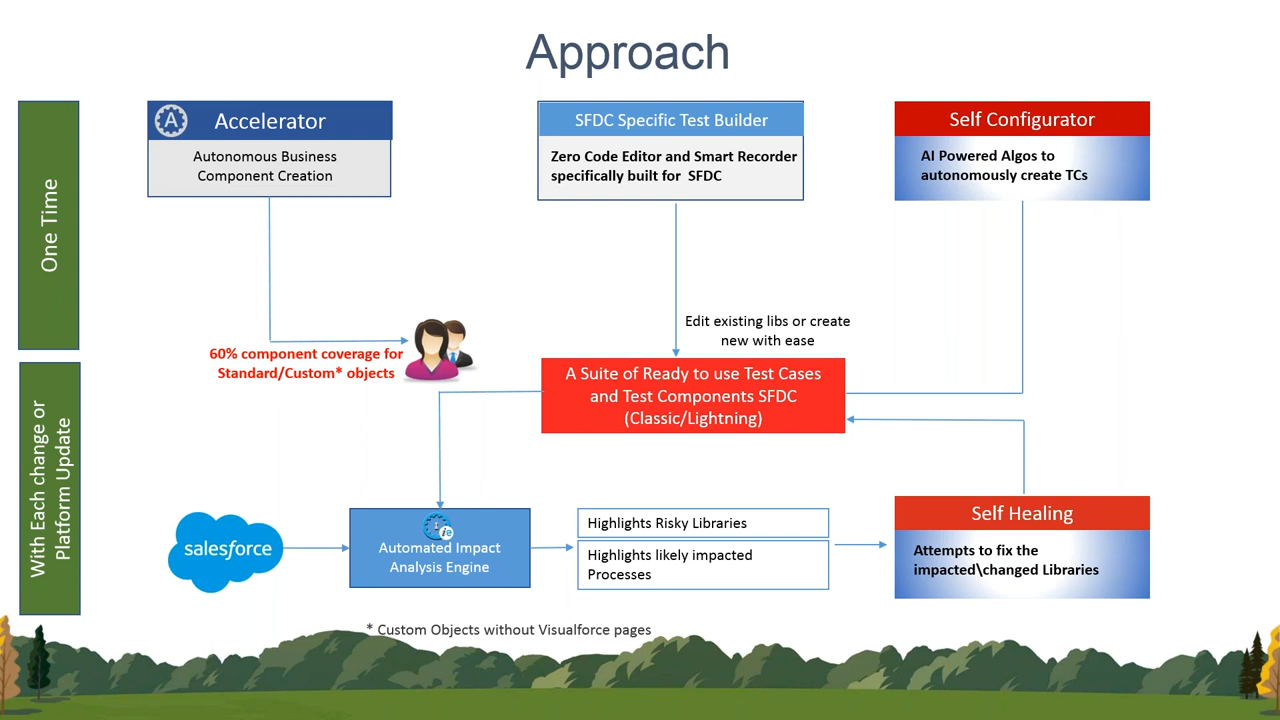 Approach
One Time
A
Accelerator
Autonomous Business
Component Creation
SFDC Specific Test Builder
Zero Code Editor and Smart Recorder
specifically built for SFDC
Self Configurator
AI Powered Algos to
autonomously create TCs
60% component coverage for
Standard/Custom* objects
Edit existing libs or create
new with ease
A Suite of Ready to use Test Cases
and Test Components SFDC
(Classic/Lightning)
With Each change or
Platform Update
salesforce
ie
Automated Impact
Analysis Engine
Highlights Risky Libraries
Highlights likely impacted
Processes
Self Healing
Attempts to fix the
impacted\changed Libraries
* Custom Objects without Visualforce pages